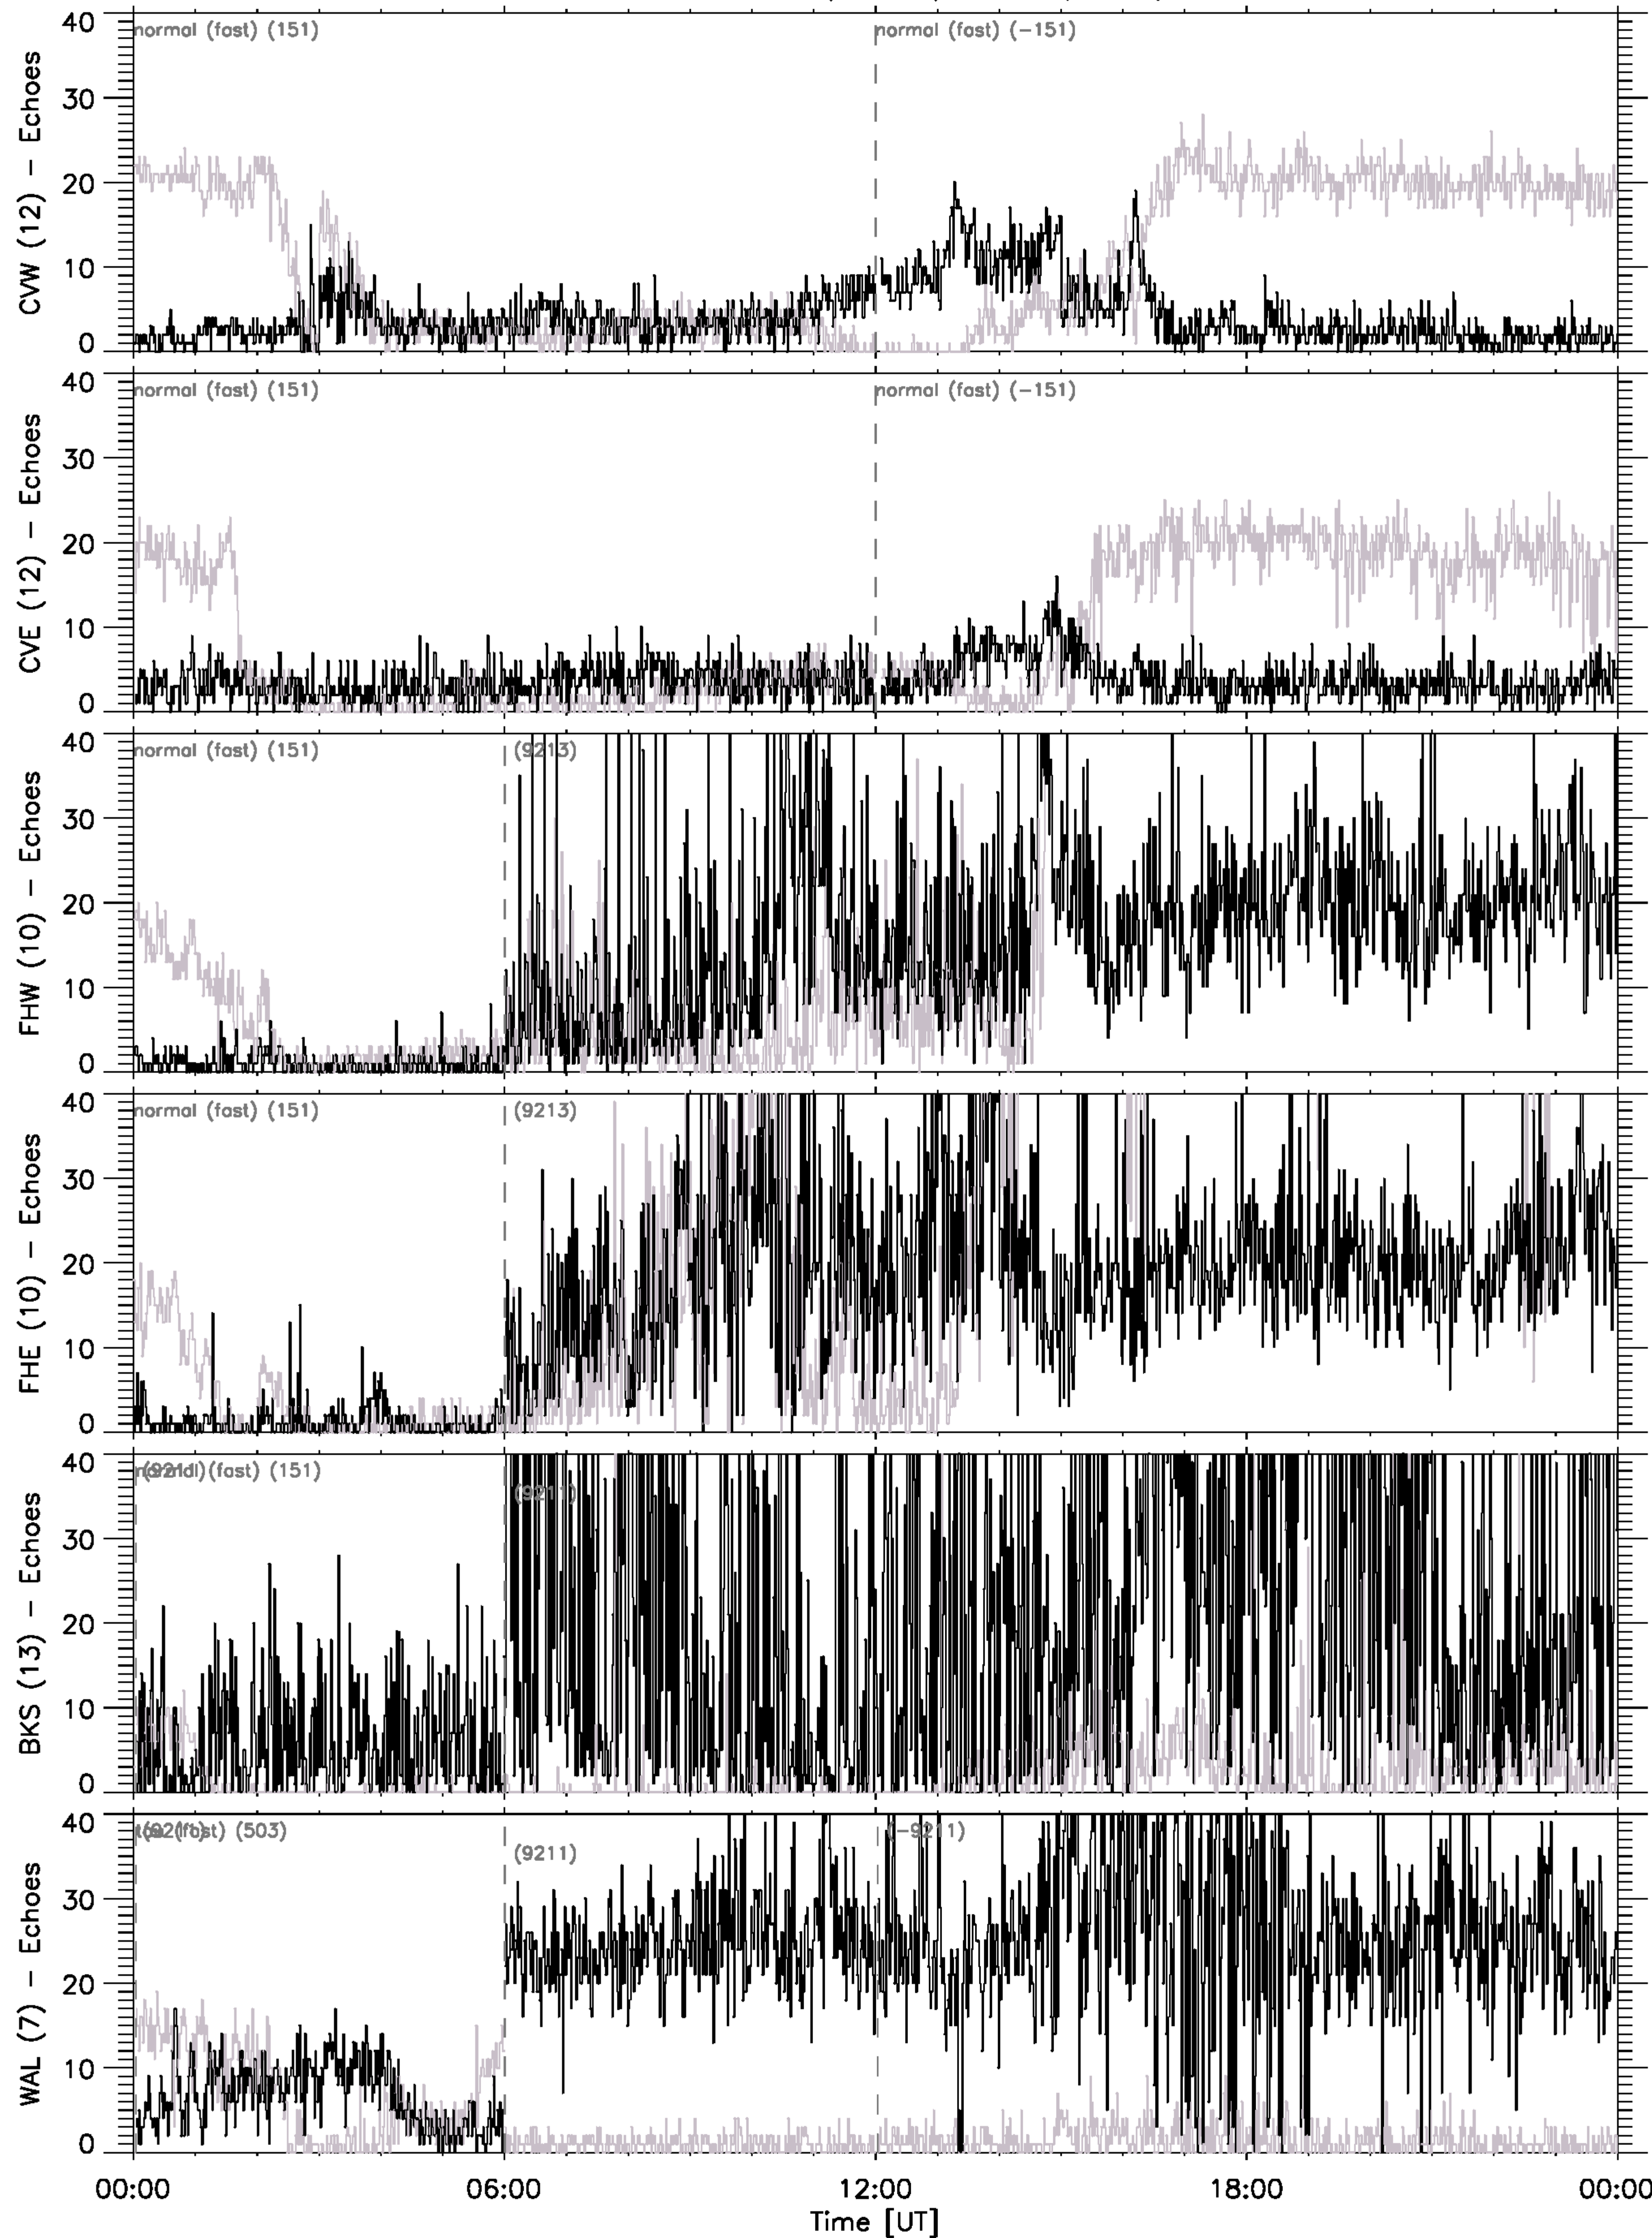 CVW (12) – Echoes
40
30
20
10
0
normal (fast) (151)
normal (fast) (−151)
CVE (12) – Echoes
40
30
20
10
0
normal (fast) (151)
normal (fast) (−151)
FHW (10) – Echoes
40
30
20
10
0
normal (fast) (151)
(9213)
FHE (10) – Echoes
40
30
20
10
0
normal (fast) (151)
(9213)
BKS (13) – Echoes
40
30
20
10
0
(fast) (151)
(9211)
WAL (7) – Echoes
40
30
20
10
0
(503)
(9211)
(−9211)
00:00
06:00
12:00
18:00
00:00
Time [UT]